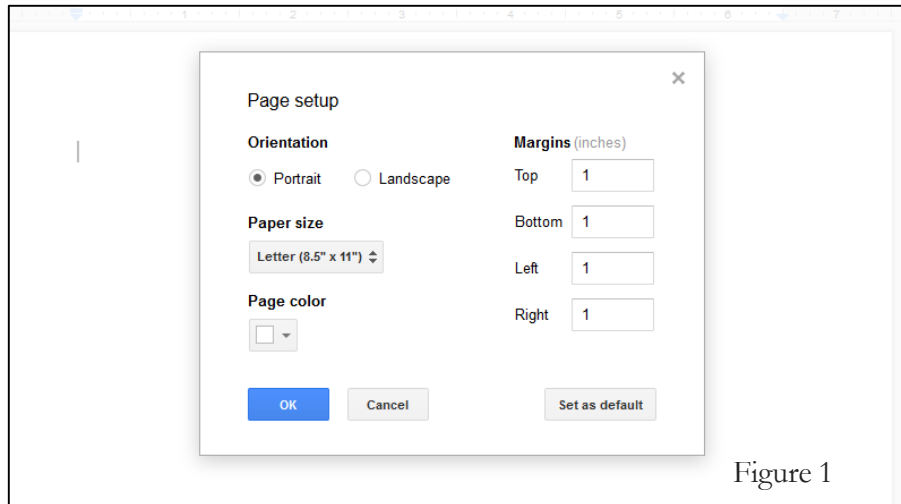 1 2 3 4 5 6 7
Page setup
Orientation
Portrait Landscape
Paper size
Letter (8.5" x 11")
Page color
Margins (inches)
Top 1
Bottom 1
Left 1
Right 1
OK Cancel Set as default
Figure 1